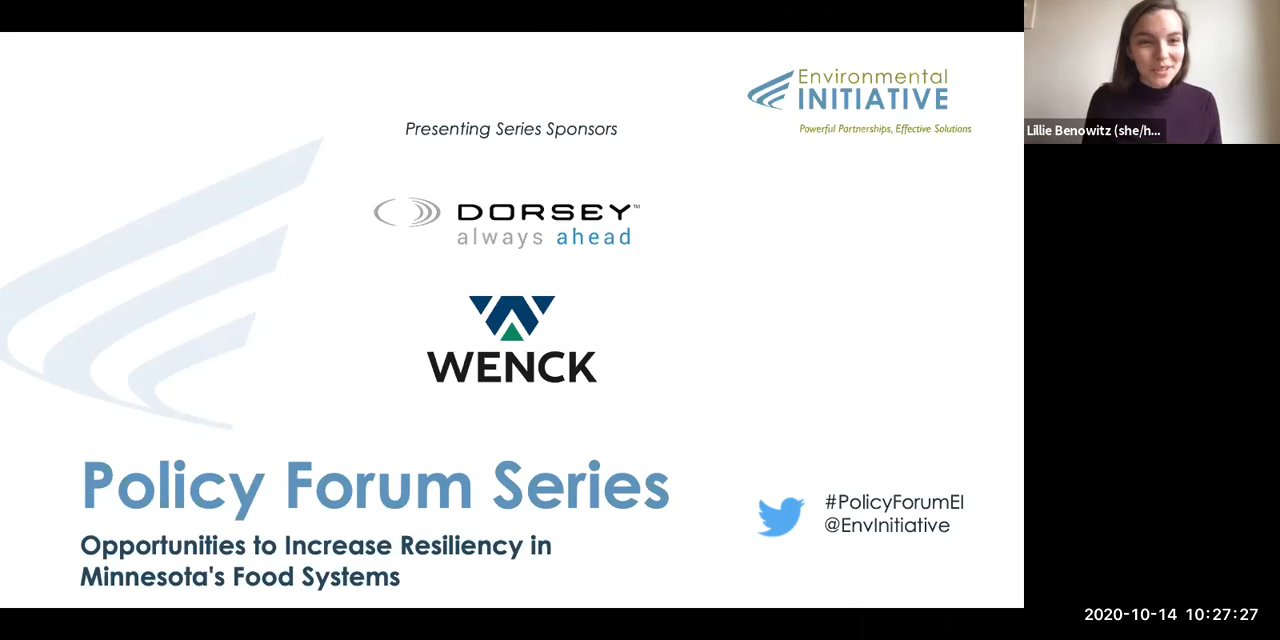 Environmental
INITIATIVE
Powerful Partnerships, Effective Solutions
Presenting Series Sponsors
DORSEY™
always ahead
WENCK
Policy Forum Series
Opportunities to Increase Resiliency in
Minnesota's Food Systems
#PolicyForumEI
@EnvInitiative
Lillie Benowitz (she/h...
2020-10-14 10:27:27